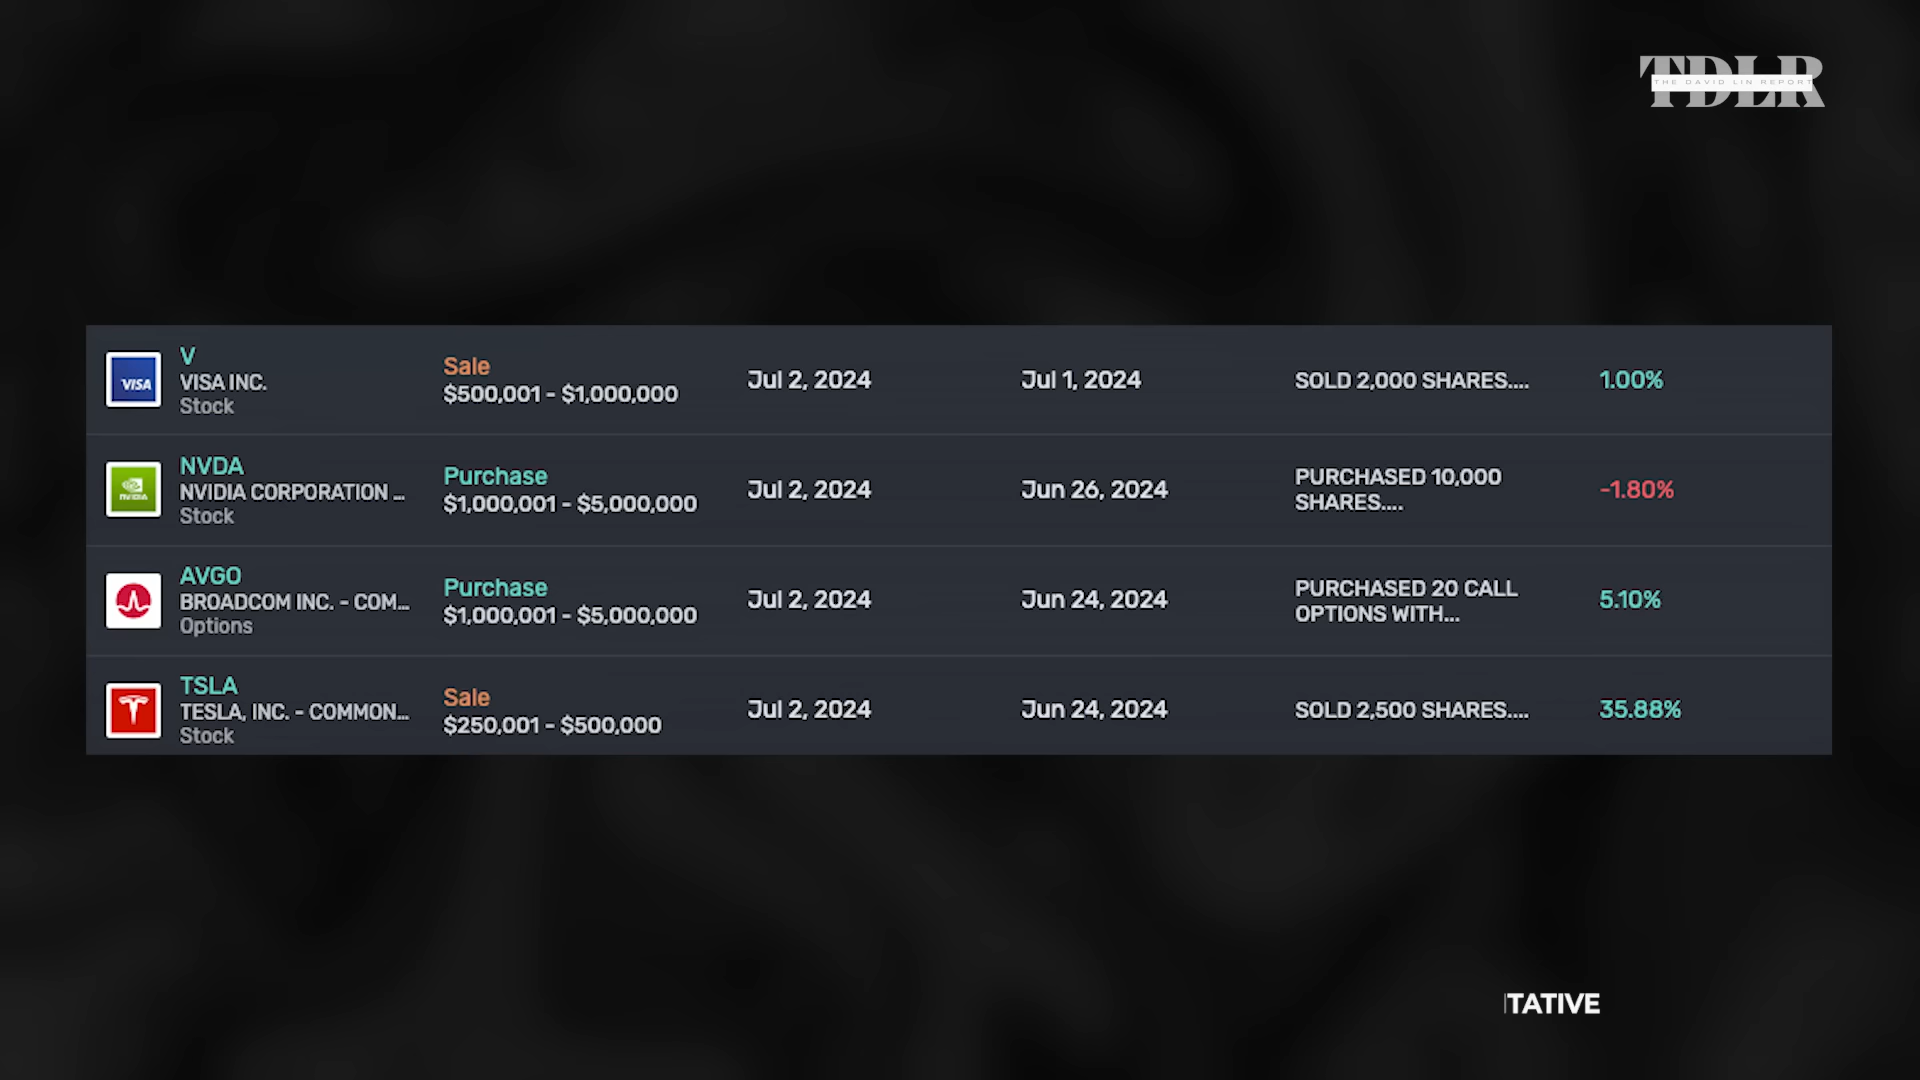 TDLR
THE DAVID LIN REPORT
VISA
V
VISA INC.
Stock
Sale
$500,001 - $1,000,000
Jul 2, 2024
Jul 1, 2024
SOLD 2,000 SHARES....
1.00%
NVIDIA
NVDA
NVIDIA CORPORATION ...
Stock
Purchase
$1,000,001 - $5,000,000
Jul 2, 2024
Jun 26, 2024
PURCHASED 10,000
SHARES....
-1.80%
AVGO
BROADCOM INC. - COM...
Options
Purchase
$1,000,001 - $5,000,000
Jul 2, 2024
Jun 24, 2024
PURCHASED 20 CALL
OPTIONS WITH...
5.10%
TSLA
TESLA, INC. - COMMON...
Stock
Sale
$250,001 - $500,000
Jul 2, 2024
Jun 24, 2024
SOLD 2,500 SHARES....
35.88%
TATIVE